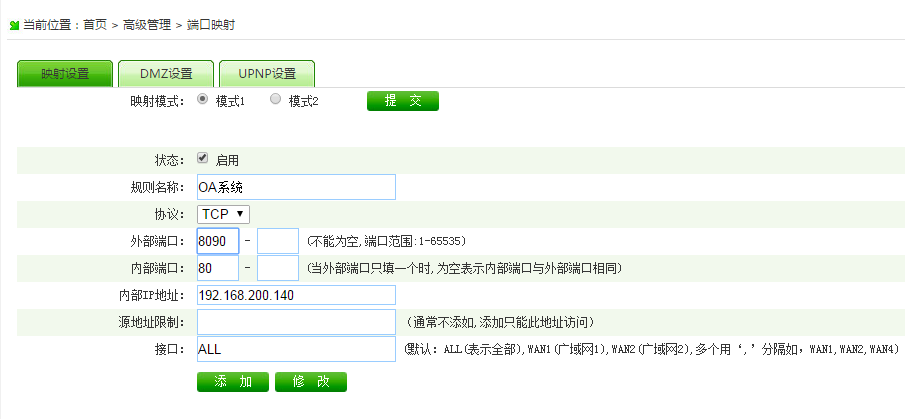 当前位置：首页 > 高级管理 > 端口映射
映射设置 DMZ设置 UPNP设置
映射模式： 模式1 模式2 提 交
状态： 启用
规则名称： OA系统
协议： TCP
外部端口： 8090 - (不能为空,端口范围:1-65535)
内部端口： 80 - (当外部端口只填一个时,为空表示内部端口与外部端口相同)
内部IP地址： 192.168.200.140
源地址限制： (通常不添如,添加只能此地址访问)
接口： ALL (默认：ALL(表示全部),WAN1(广域网1),WAN2(广域网2),多个用‘,’分隔如，WAN1,WAN2,WAN4)
添 加 修 改